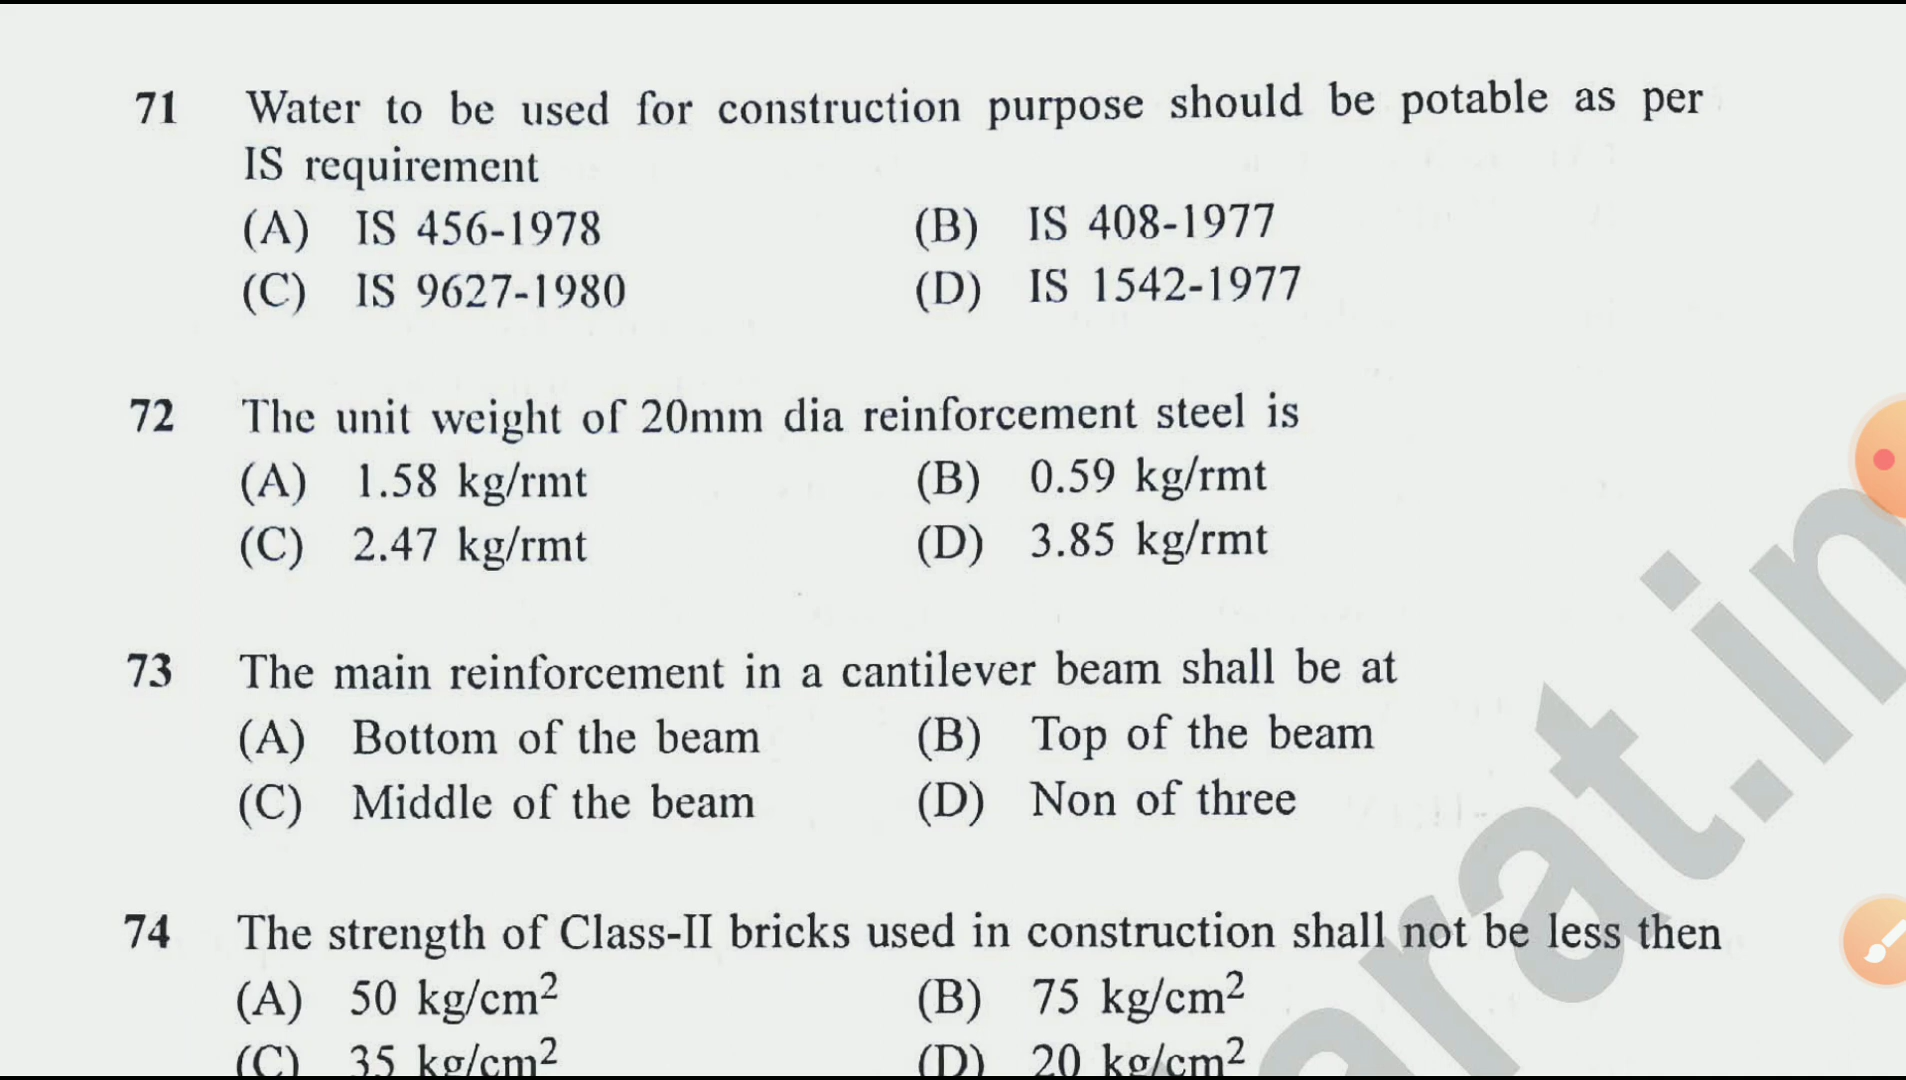 71 Water to be used for construction purpose should be potable as per
IS requirement
(A) IS 456-1978 (B) IS 408-1977
(C) IS 9627-1980 (D) IS 1542-1977
72 The unit weight of 20mm dia reinforcement steel is
(A) 1.58 kg/rmt (B) 0.59 kg/rmt
(C) 2.47 kg/rmt (D) 3.85 kg/rmt
73 The main reinforcement in a cantilever beam shall be at
(A) Bottom of the beam (B) Top of the beam
(C) Middle of the beam (D) Non of three
74 The strength of Class-II bricks used in construction shall not be less then
(A) 50 kg/cm² (B) 75 kg/cm²
(C) 35 kg/cm² (D) 20 kg/cm²
arat.in